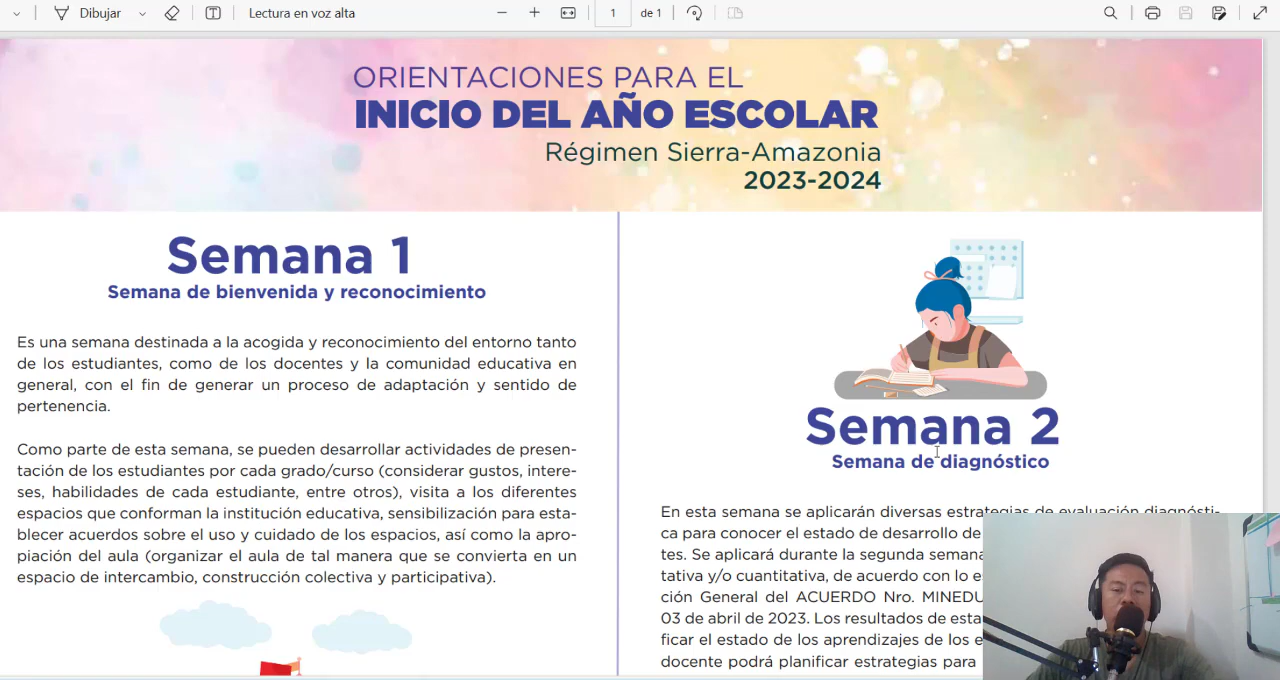 Dibujar
Lectura en voz alta
1
de 1
ORIENTACIONES PARA EL
INICIO DEL AÑO ESCOLAR
Régimen Sierra-Amazonia
2023-2024
Semana 1
Semana de bienvenida y reconocimiento
Es una semana destinada a la acogida y reconocimiento del entorno tanto
de los estudiantes, como de los docentes y la comunidad educativa en
general, con el fin de generar un proceso de adaptación y sentido de
pertenencia.
Como parte de esta semana, se pueden desarrollar actividades de presen-
tación de los estudiantes por cada grado/curso (considerar gustos, intere-
ses, habilidades de cada estudiante, entre otros), visita a los diferentes
espacios que conforman la institución educativa, sensibilización para esta-
blecer acuerdos sobre el uso y cuidado de los espacios, así como la apro-
piación del aula (organizar el aula de tal manera que se convierta en un
espacio de intercambio, construcción colectiva y participativa).
Semana 2
Semana de diagnóstico
En esta semana se aplicarán diversas estrategias de evaluación diagnósti-
ca para conocer el estado de desarrollo de
tes. Se aplicará durante la segunda semana
tativa y/o cuantitativa, de acuerdo con lo e
ción General del ACUERDO Nro. MINEDU
03 de abril de 2023. Los resultados de esta
ficar el estado de los aprendizajes de los e
docente podrá planificar estrategias para